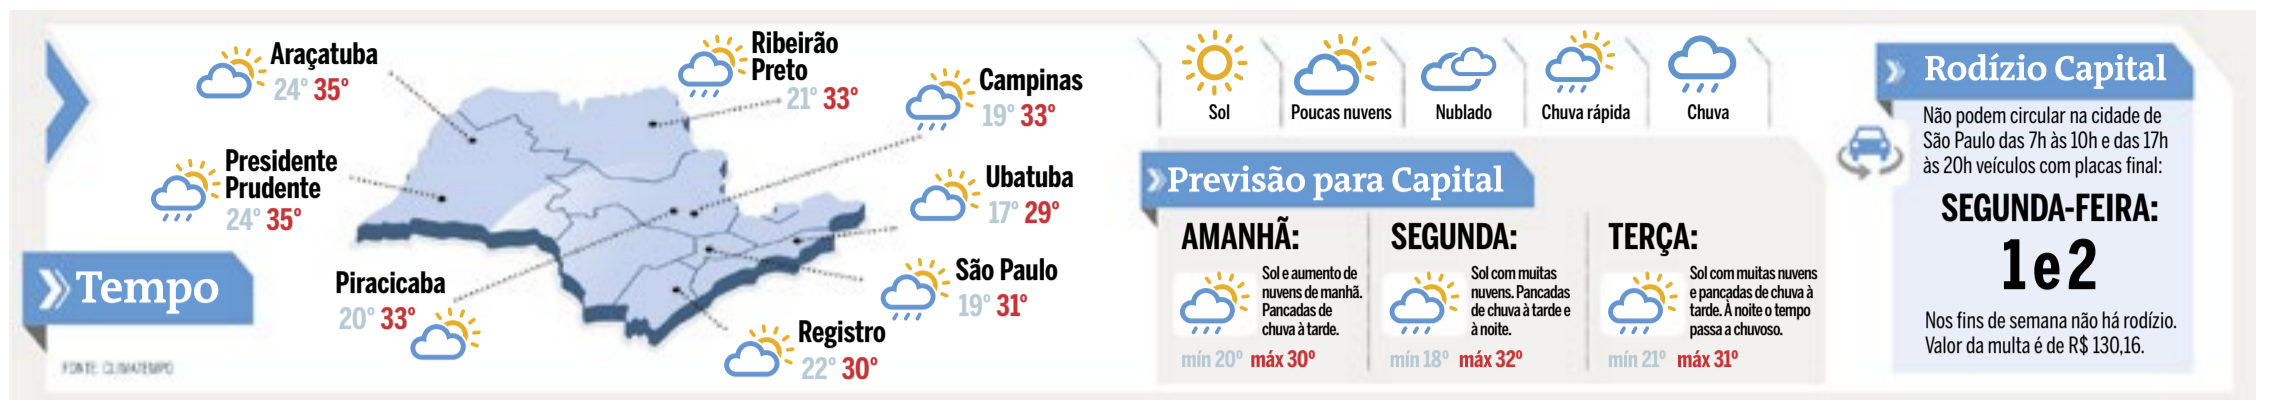 Tempo
FONTE: CLIMATEMPO
Araçatuba
24° 35°
Presidente
Prudente
24° 35°
Piracicaba
20° 33°
Ribeirão
Preto
21° 33°
Campinas
19° 33°
Ubatuba
17° 29°
São Paulo
19° 31°
Registro
22° 30°
Sol
Poucas nuvens
Nublado
Chuva rápida
Chuva
Previsão para Capital
AMANHÃ:
Sol e aumento de
nuvens de manhã.
Pancadas de
chuva à tarde.
mín 20° máx 30°
SEGUNDA:
Sol com muitas
nuvens. Pancadas
de chuva à tarde e
à noite.
mín 18° máx 32°
TERÇA:
Sol com muitas nuvens
e pancadas de chuva à
tarde. À noite o tempo
passa a chuvoso.
mín 21° máx 31°
Rodízio Capital
Não podem circular na cidade de
São Paulo das 7h às 10h e das 17h
às 20h veículos com placas final:
SEGUNDA-FEIRA:
1 e 2
Nos fins de semana não há rodízio.
Valor da multa é de R$ 130,16.